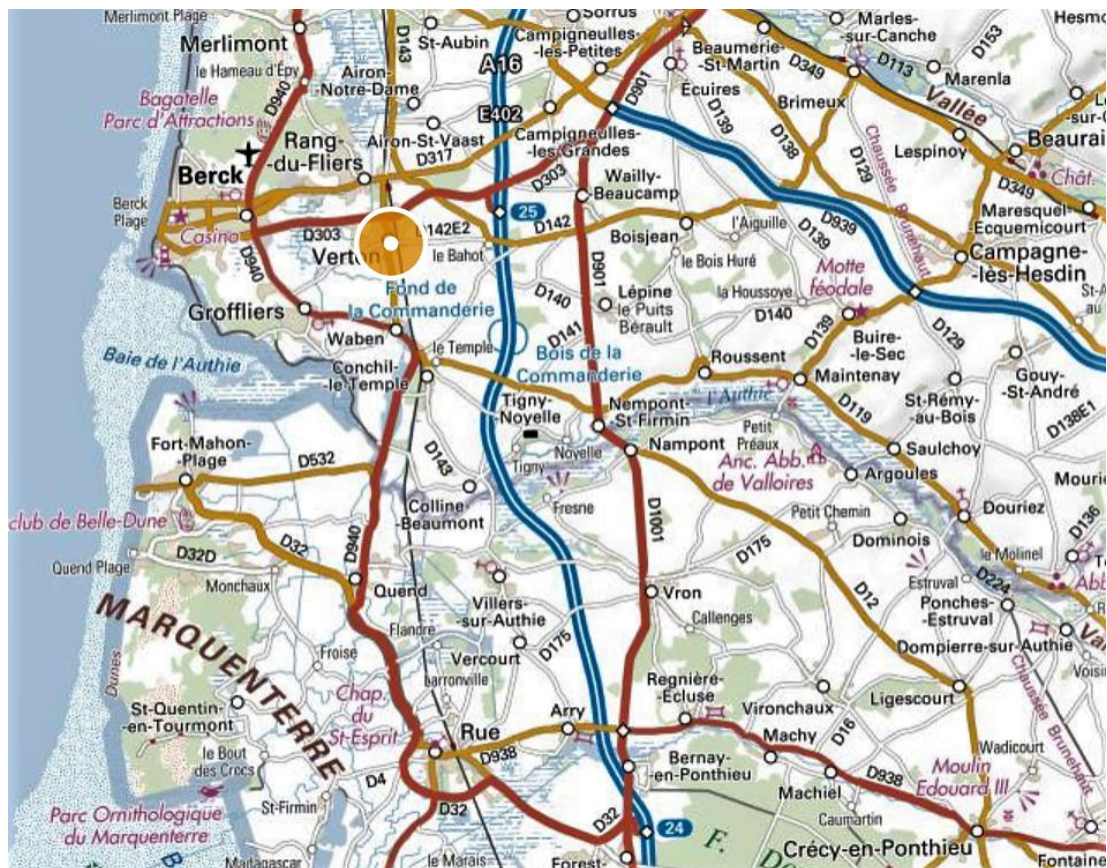 Merlimont Plage
Merlimont
le Hameau d'Épy
D940
Bagatelle
Parc d'Attractions
Rang-
-du-Fliers
Berck
Berck
Plage
Casino
D303
D940
Groffliers
D143
St-Aubin
Airon-
-Notre-Dame
Airon-St-Vaast
D317
Sorrus
Campigneulles-
-les-Petites
A16
E402
Campigneulles-
-les-Grandes
D303
D901
Écuires
Beaumerie-
-St-Martin
D349
D139
D138
Marles-
-sur-Canche
D113
Marenla
D153
Brimeux
Vallée
Lespinoy
D129
Chaussée Brunehaut
D349
Chât.
Maresquel-
-Ecquemicourt
Wailly-
-Beaucamp
25
D142E2
D142
le Bahot
Boisjean
l'Aiguille
D939
D139
le Bois Huré
Campagne-
-lès-Hesdin
Fond de
la Commanderie
D140
D901
Lépine
le Puits
Bérault
la Houssoye
D140
Motte
féodale
D139
Buire-
-le-Sec
D129
Waben
le Temple
D141
Bois de la
Commanderie
Roussent
Maintenay
Gouy-
-St-André
Baie de l'Authie
Conchil-
-le-Temple
Tigny-
-Noyelle
Nempont-
-St-Firmin
l'Authie
D119
St-Rémy-
-au-Bois
D138E1
Fort-Mahon-
-Plage
D532
D143
Tigny
Noyelle
Nampont
Petit
Préaux
Saulchoy
Anc. Abb.
de Valloires
Argoules
Colline-
-Beaumont
Fresne
Petit Chemin
Douriez
D136
club de Belle-Dune
D32D
D32
D940
D1001
D175
Dominois
le Molinel
Quend Plage
Monchaux
Quend
Estruval
D224
MARQUENTERRE
Villers-
-sur-Authie
Vron
D12
Ponches-
-Estruval
Callenges
Flandre
Froise
Vercourt
D175
Dompierre-sur-Authie
Dunes
Larronville
Regnière-
-Écluse
Chaussée Brunehaut
St-Quentin-
-en-Tourmont
Chap.
du
St-Esprit
Arry
Vironchaux
Ligescourt
Rue
Machy
D16
le Bout
des Crocs
D938
Bernay-
-en-Ponthieu
Wadicourt
D4
D938
Moulin
Edouard III
St-Firmin
D32
Machiel
Caumartin
Parc Ornithologique
du Marquenterre
D32
24
Crécy-en-Ponthieu
le Marais
Forest-
Fontaine